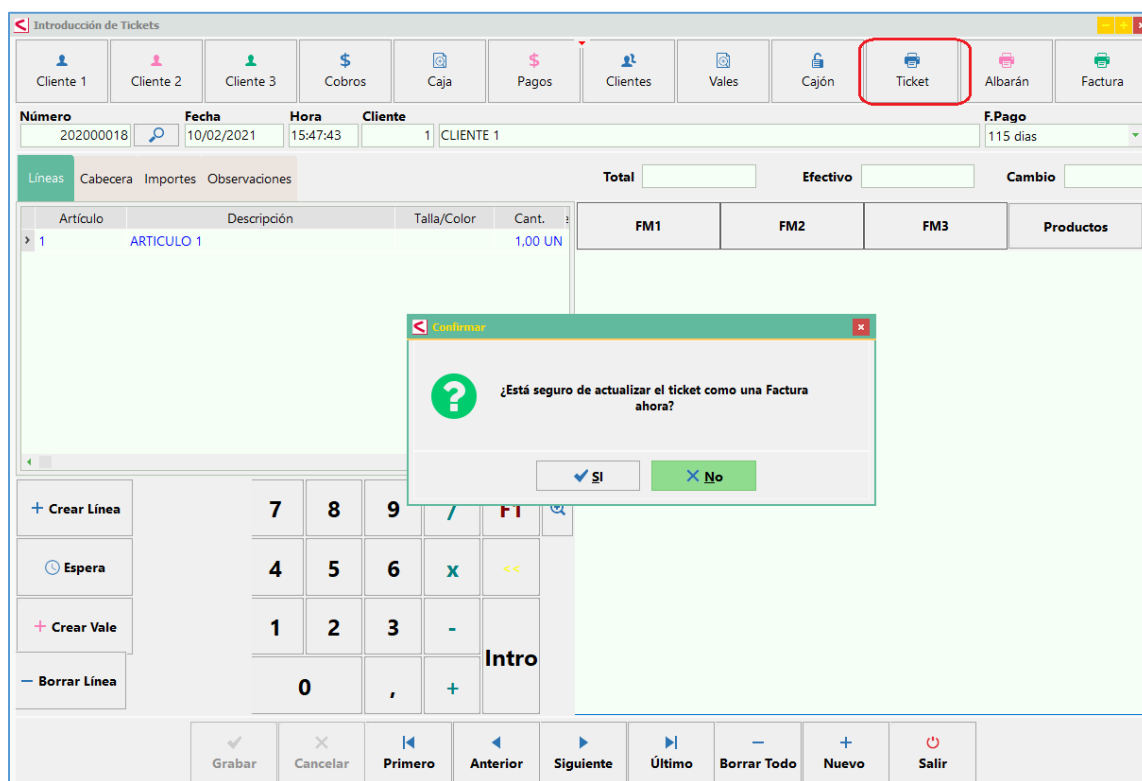 Introducción de Tickets
Cliente 1 Cliente 2 Cliente 3 Cobros Caja Pagos Clientes Vales Cajón Ticket Albarán Factura
Número Fecha Hora Cliente F.Pago
202000018 10/02/2021 15:47:43 1 CLIENTE 1 115 dias
Líneas Cabecera Importes Observaciones Total Efectivo Cambio
Artículo Descripción Talla/Color Cant.
FM1 FM2 FM3 Productos
1 ARTICULO 1 1,00 UN
Confirmar
¿Está seguro de actualizar el ticket como una Factura
ahora?
SI No
+ Crear Línea 7 8 9 / F1
Espera 4 5 6 x <<
+ Crear Vale 1 2 3 -
Intro
- Borrar Línea 0 , +
Grabar Cancelar Primero Anterior Siguiente Último Borrar Todo Nuevo Salir